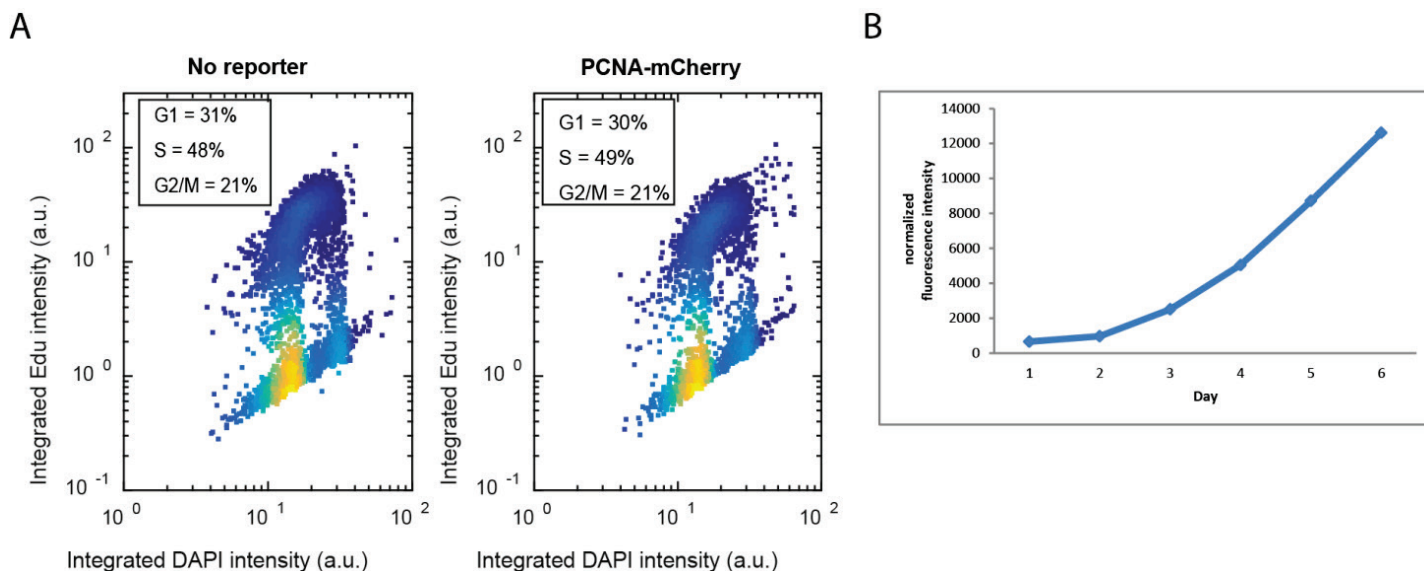 A
No reporter
G1 = 31%
S = 48%
G2/M = 21%
10 2
10 1
10 0
10 -1
Integrated Edu intensity (a.u.)
10 0
10 1
10 2
Integrated DAPI intensity (a.u.)
PCNA-mCherry
G1 = 30%
S = 49%
G2/M = 21%
10 2
10 1
10 0
10 -1
Integrated Edu intensity (a.u.)
10 0
10 1
10 2
Integrated DAPI intensity (a.u.)
B
14000
12000
10000
8000
6000
4000
2000
0
normalized
fluorescence intensity
1 2 3 4 5 6
Day